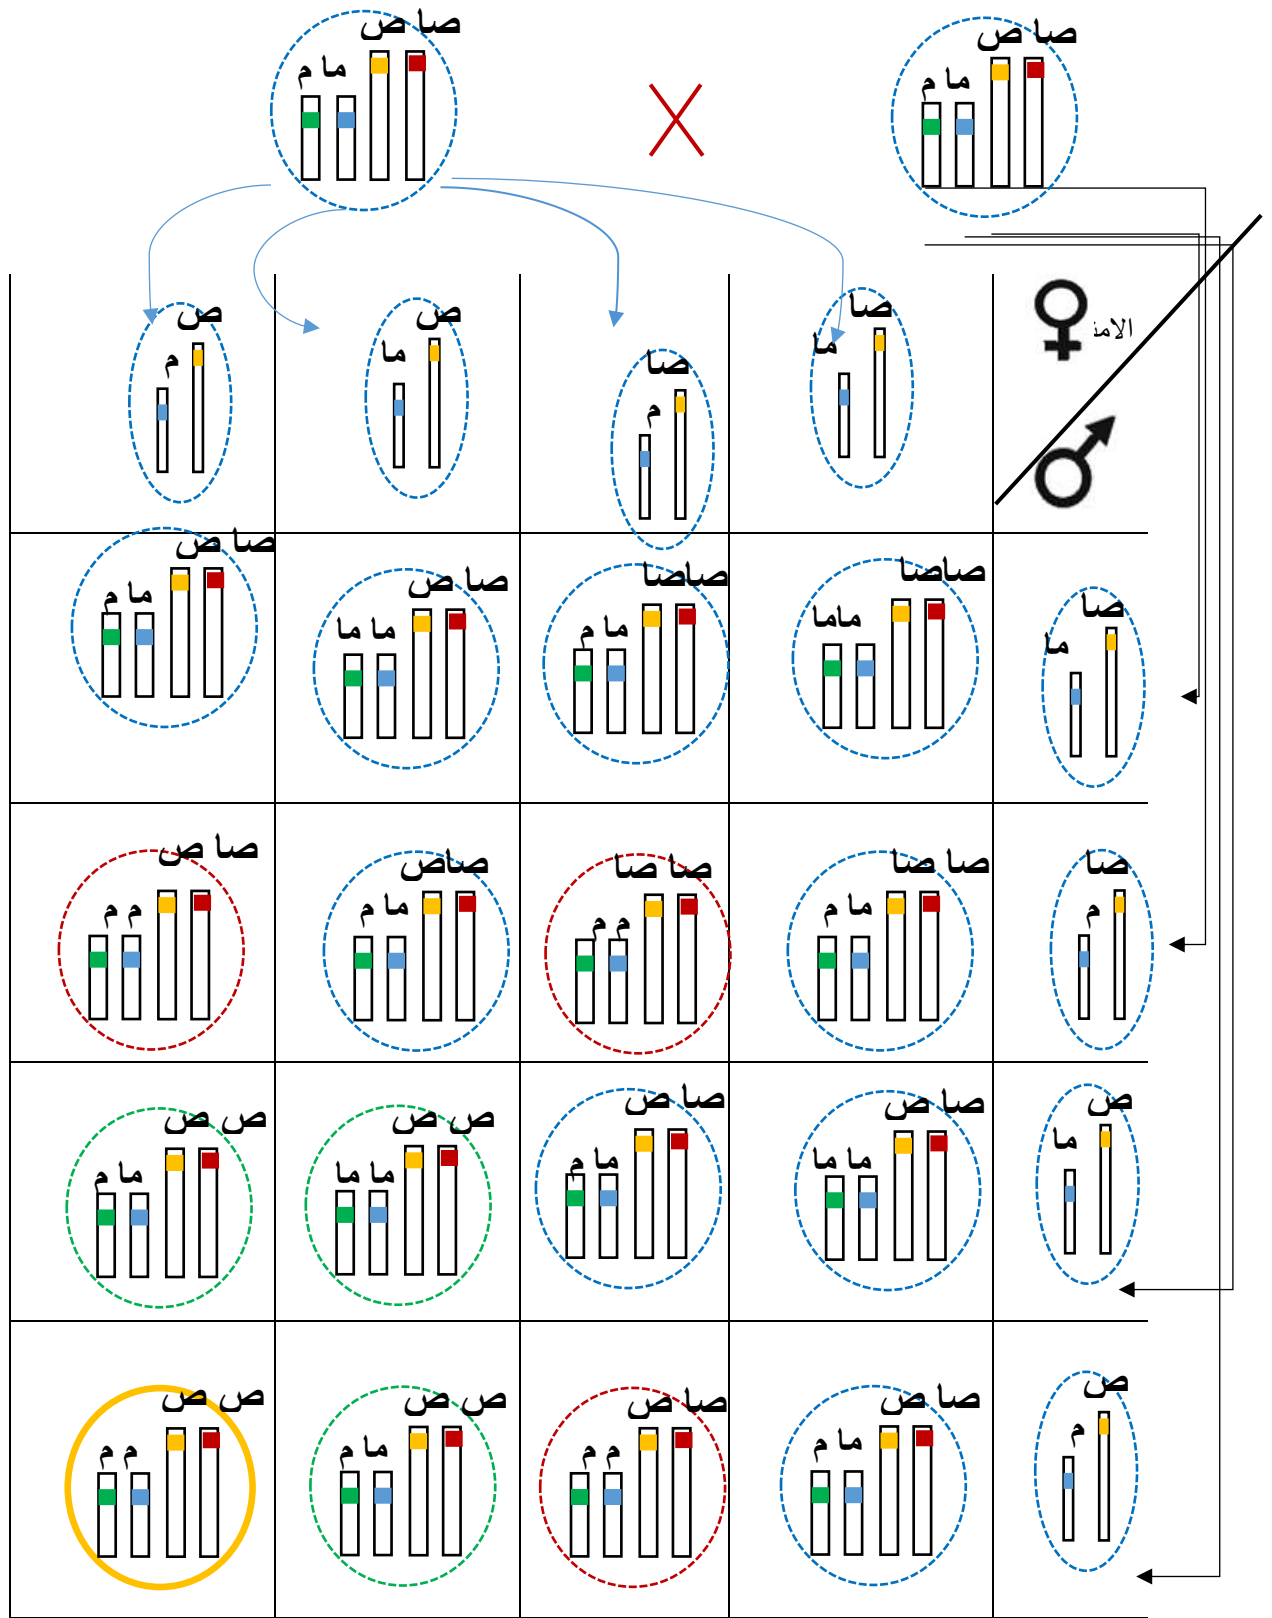 صا ص
ما م
صا ص
ما م
صا
ما
صا
م
ص
ما
ص
م
صا
ما
صاصا
ماما
صاصا
ما م
صا ص
ما ما
صا ص
ما م
صا
م
صا صا
ما م
صا صا
م م
صاص
ما م
صا ص
م م
ص
ما
صا ص
ما ما
صا ص
ما م
ص ص
ما ما
ص ص
ما م
ص
م
صا ص
ما م
صا ص
م م
ص ص
ما م
ص ص
م م